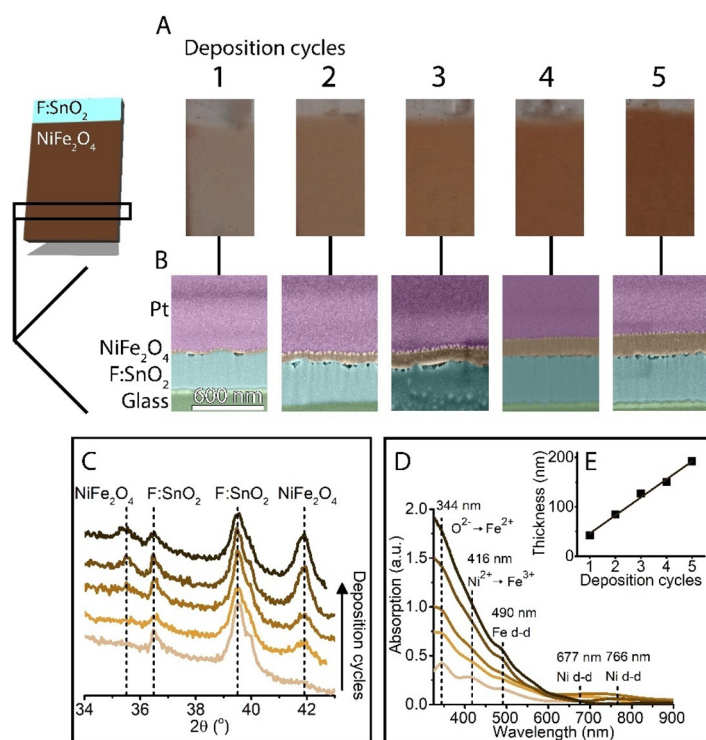 A
Deposition cycles
1 2 3 4 5
F:SnO₂
NiFe₂O₄
B
Pt
NiFe₂O₄
F:SnO₂
Glass
600 nm
C
NiFe₂O₄ F:SnO₂ F:SnO₂ NiFe₂O₄
Deposition cycles
34 36 38 40 42
2θ (°)
D
344 nm
O²⁻→Fe²⁺
416 nm
Ni²⁺→Fe³⁺
490 nm
Fe d-d
677 nm 766 nm
Ni d-d Ni d-d
2.0
1.5
1.0
0.5
0.0
Absorption (a.u.)
400 500 600 700 800 900
Wavelength (nm)
E
200
100
0
Thickness (nm)
1 2 3 4 5
Deposition cycles